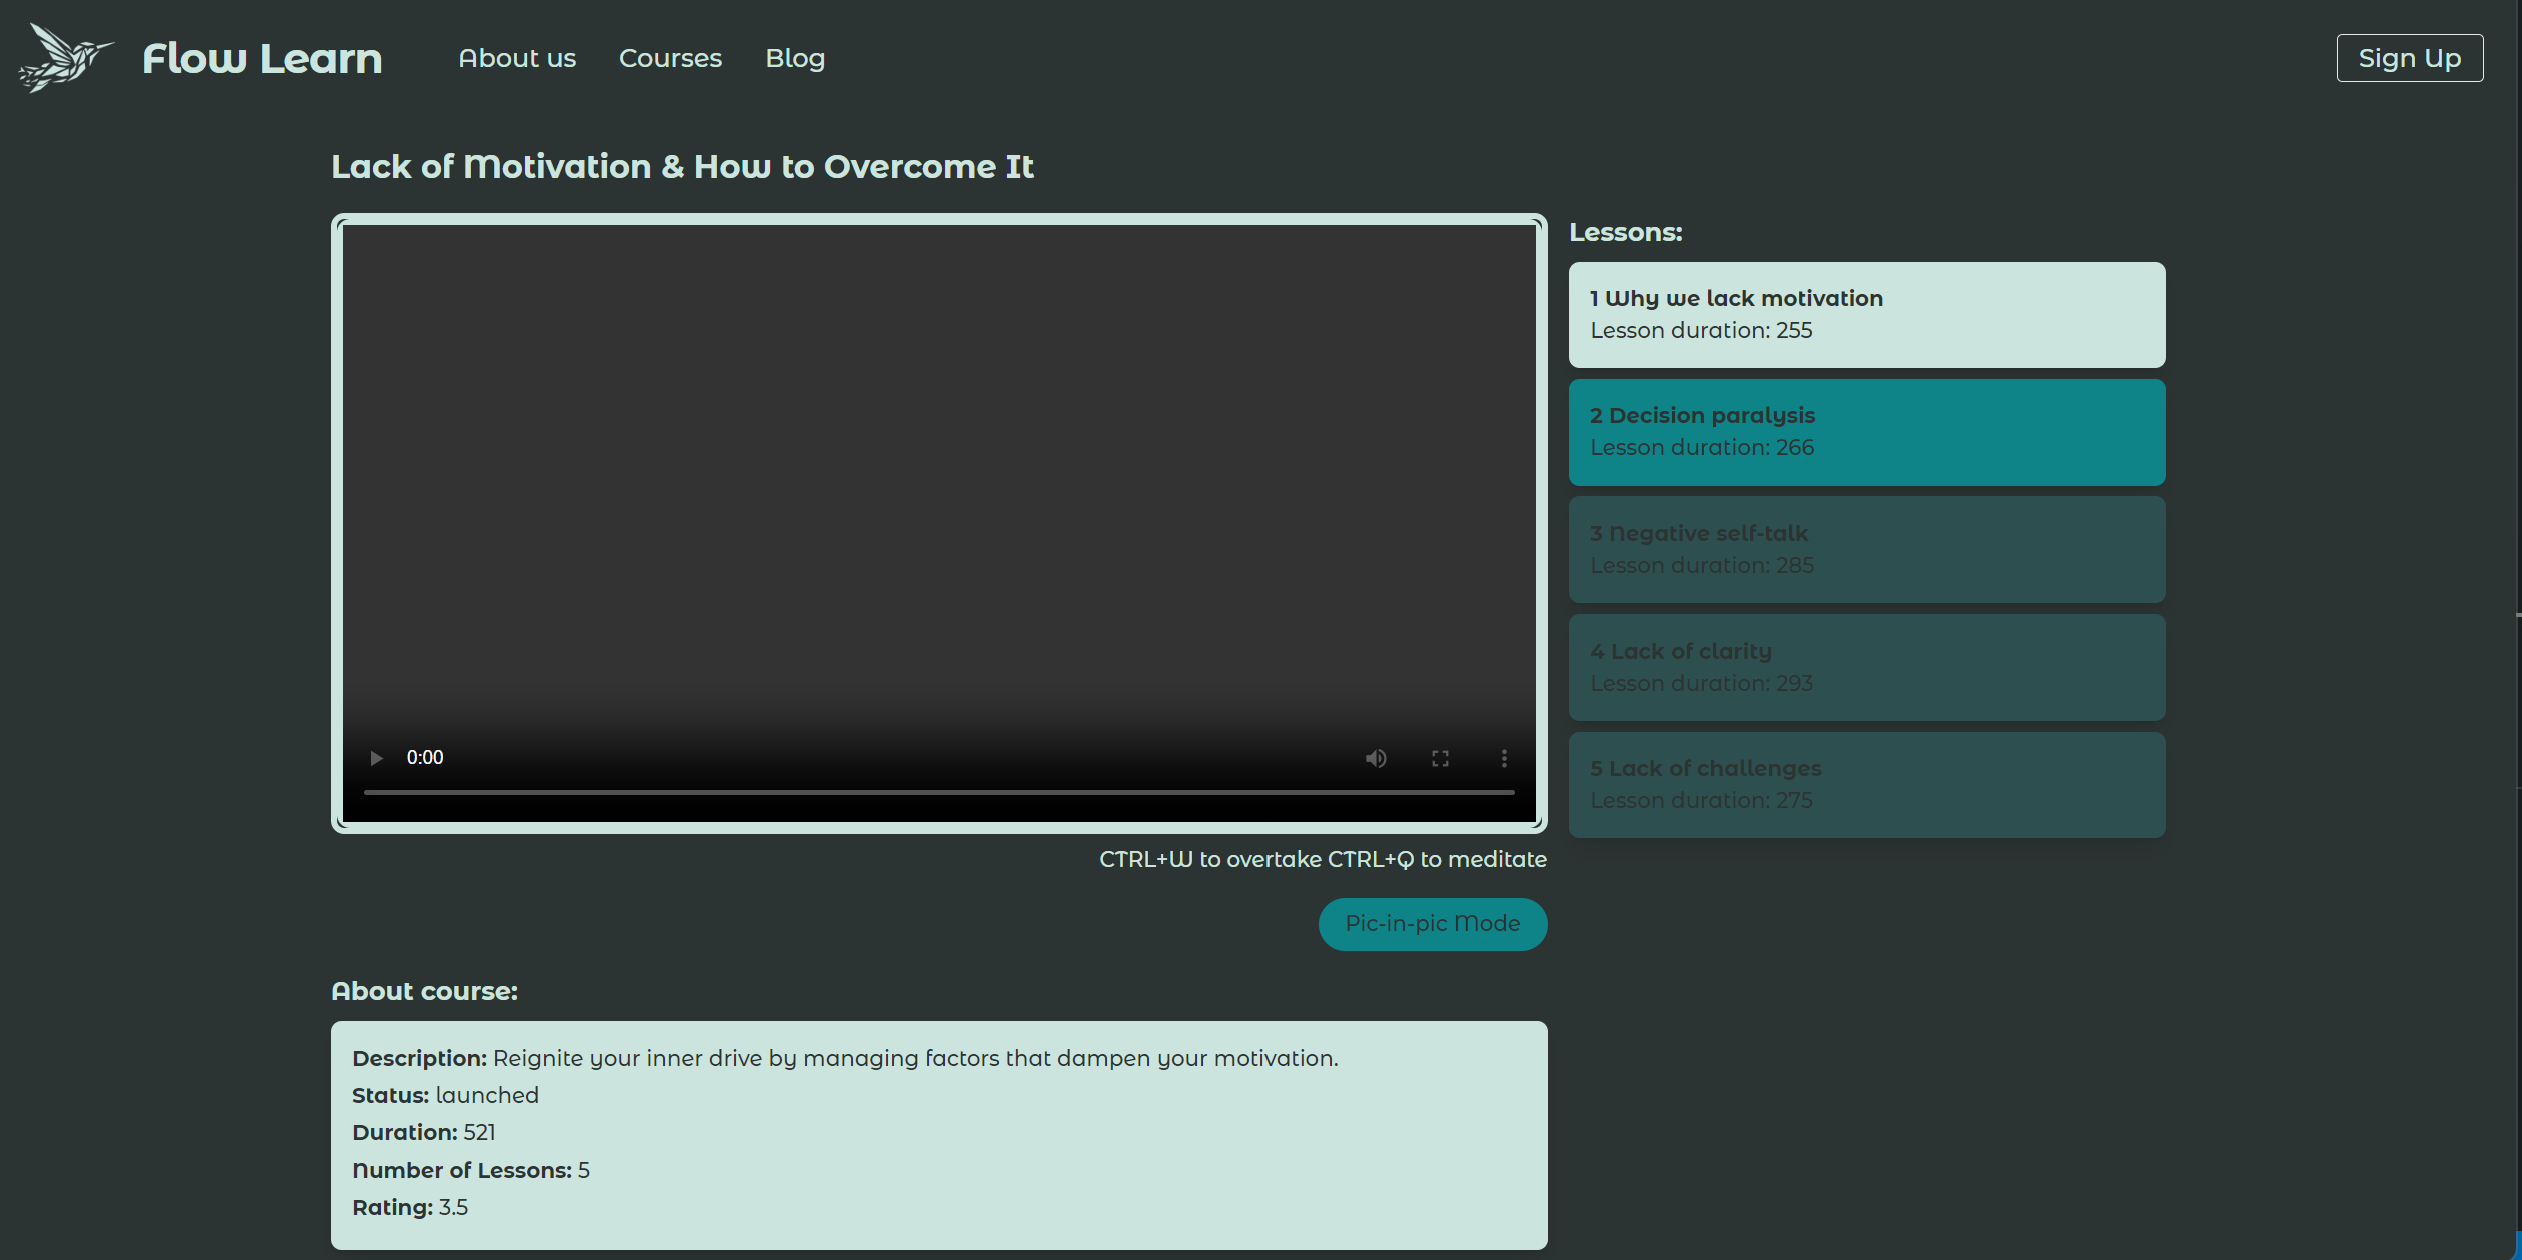 Flow Learn
About us
Courses
Blog
Sign Up
Lack of Motivation & How to Overcome It
0:00
CTRL+W to overtake CTRL+Q to meditate
Pic-in-pic Mode
Lessons:
1 Why we lack motivation
Lesson duration: 255
2 Decision paralysis
Lesson duration: 266
3 Negative self-talk
Lesson duration: 285
4 Lack of clarity
Lesson duration: 293
5 Lack of challenges
Lesson duration: 275
About course:
Description: Reignite your inner drive by managing factors that dampen your motivation.
Status: launched
Duration: 521
Number of Lessons: 5
Rating: 3.5